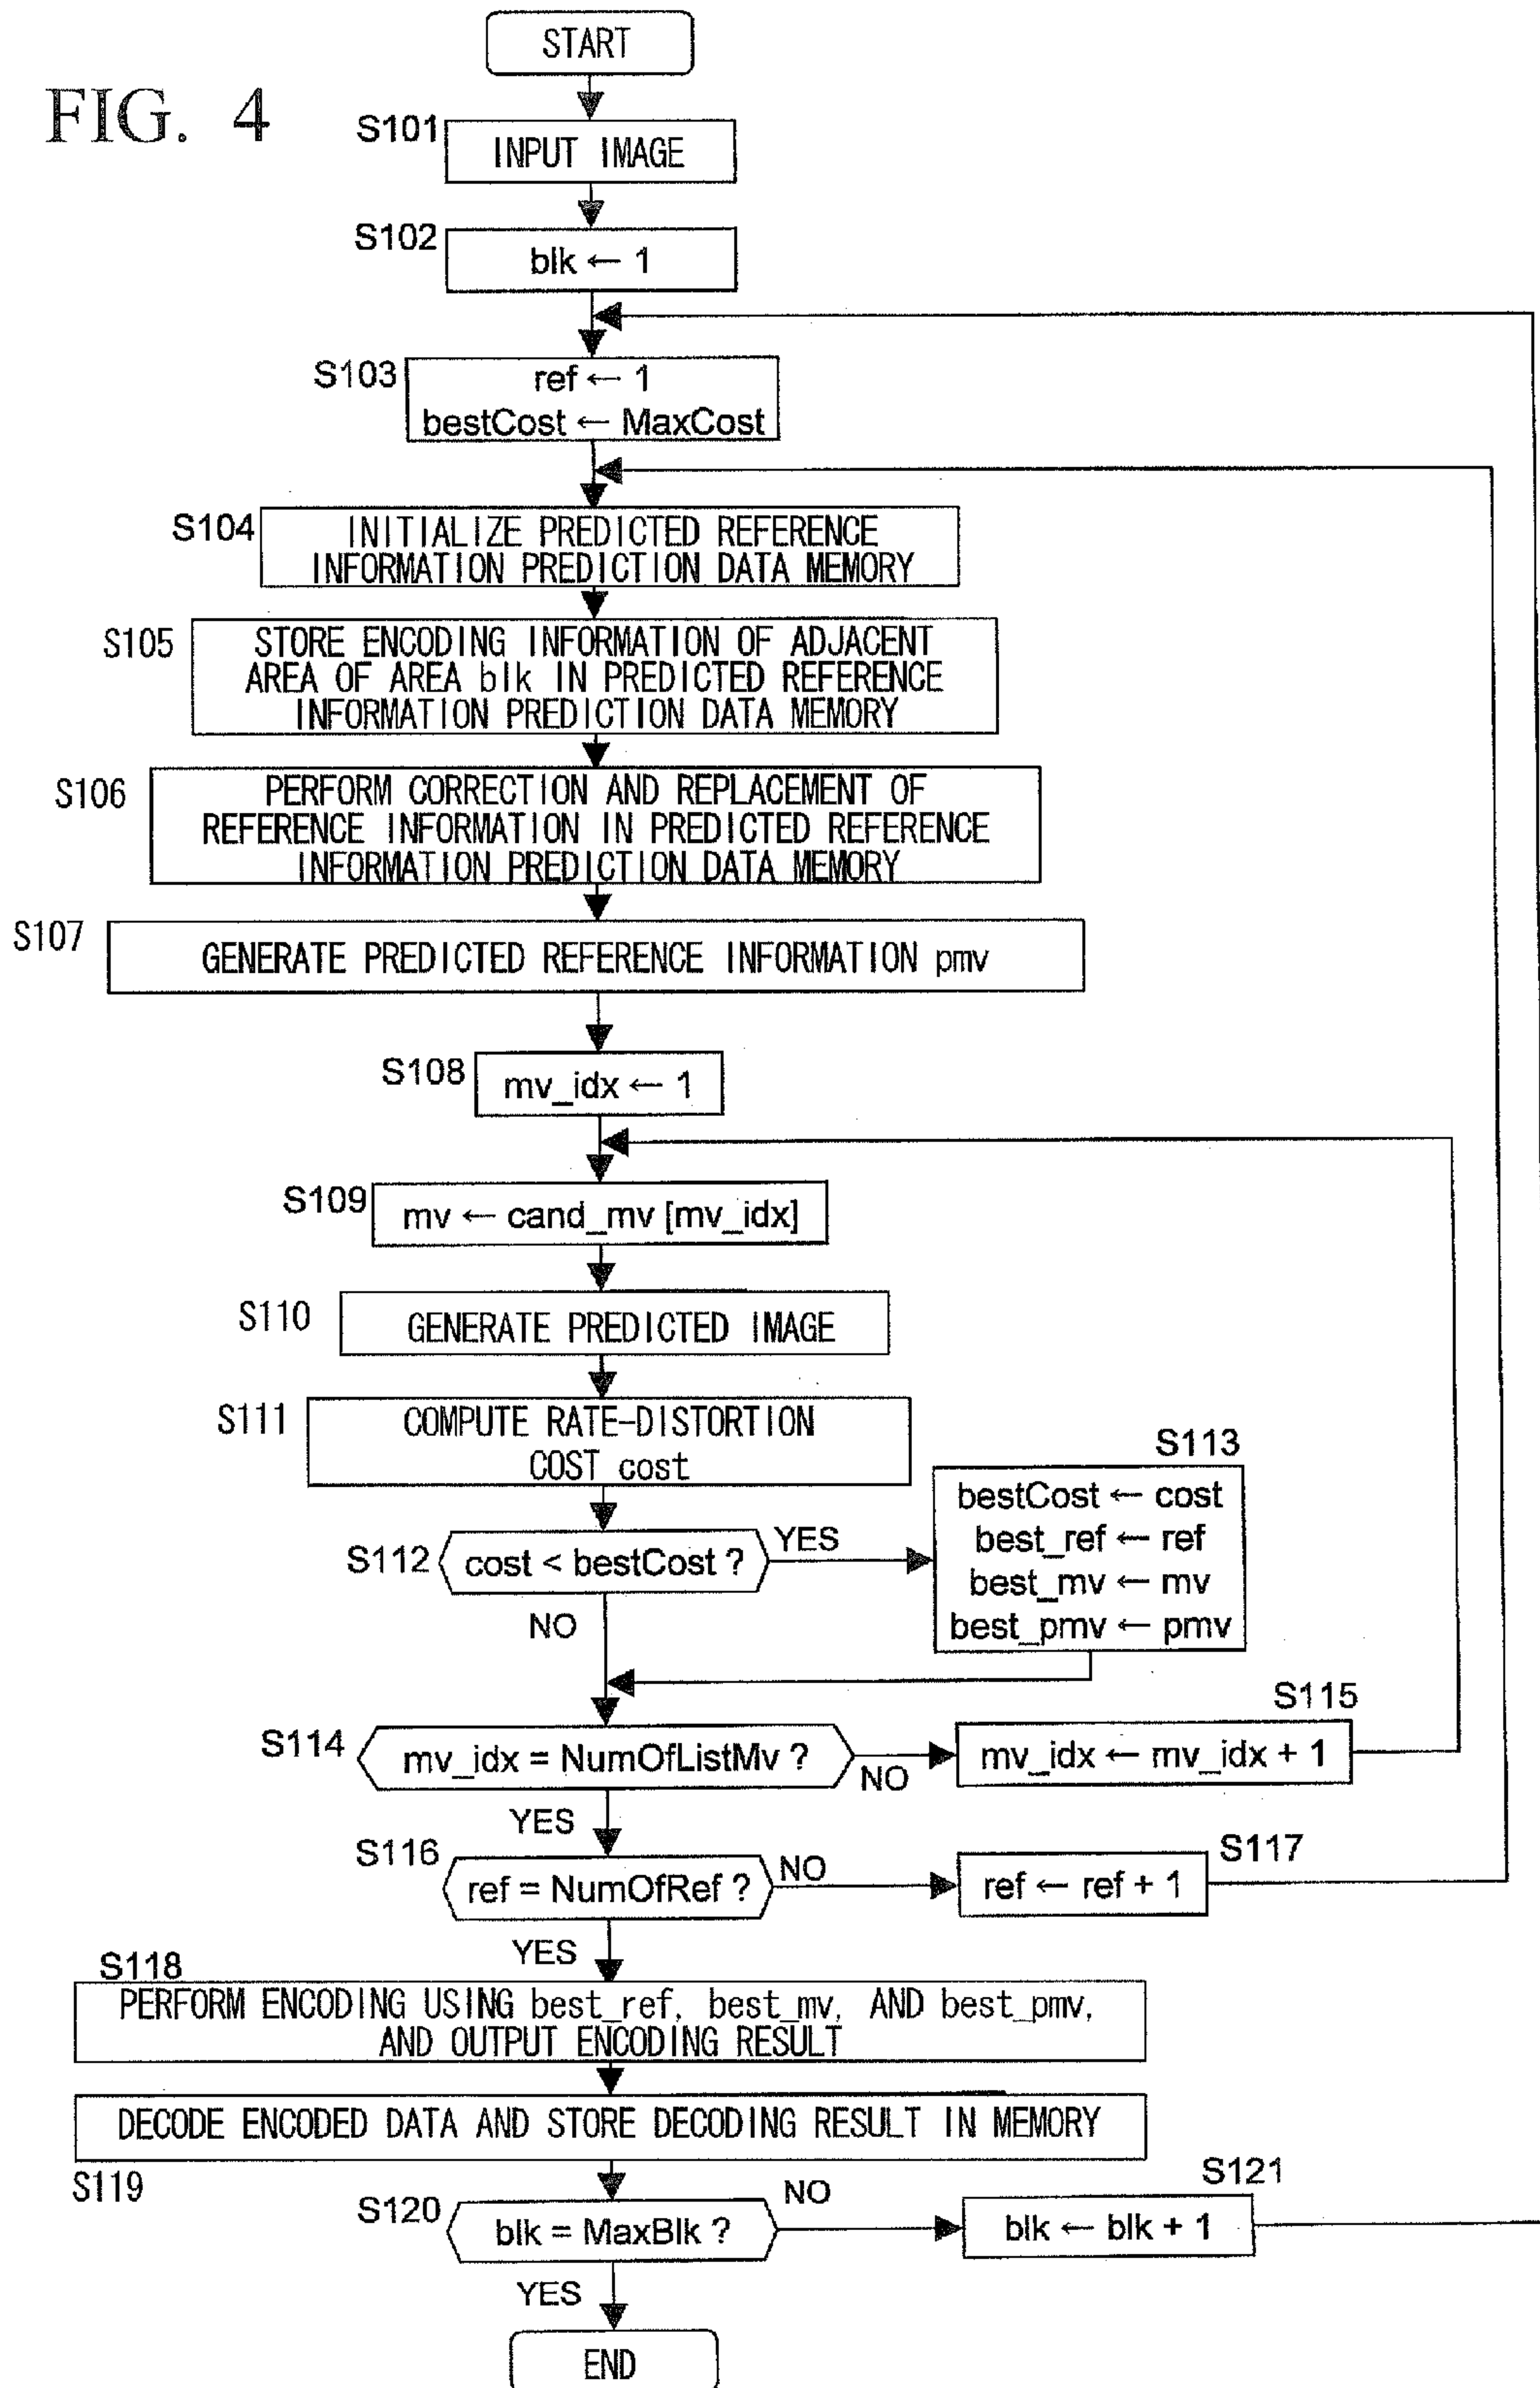 START
FIG. 4
S101
INPUT IMAGE
S102
blk ← 1
S103
ref ← 1
bestCost ← MaxCost
S104
INITIALIZE PREDICTED REFERENCE
INFORMATION PREDICTION DATA MEMORY
S105
STORE ENCODING INFORMATION OF ADJACENT
AREA OF AREA blk IN PREDICTED REFERENCE
INFORMATION PREDICTION DATA MEMORY
S106
PERFORM CORRECTION AND REPLACEMENT OF
REFERENCE INFORMATION IN PREDICTED REFERENCE
INFORMATION PREDICTION DATA MEMORY
S107
GENERATE PREDICTED REFERENCE INFORMATION pmv
S108
mv_idx ← 1
S109
mv ← cand_mv [mv_idx]
S110
GENERATE PREDICTED IMAGE
S111
COMPUTE RATE-DISTORTION
COST cost
S112
cost < bestCost ?
YES
NO
S113
bestCost ← cost
best_ref ← ref
best_mv ← mv
best_pmv ← pmv
S114
mv_idx = NumOfListMv ?
NO
YES
S115
mv_idx ← mv_idx + 1
S116
ref = NumOfRef ?
NO
YES
S117
ref ← ref + 1
S118
PERFORM ENCODING USING best_ref, best_mv, AND best_pmv,
AND OUTPUT ENCODING RESULT
DECODE ENCODED DATA AND STORE DECODING RESULT IN MEMORY
S119
S120
blk = MaxBlk ?
NO
YES
S121
blk ← blk + 1
END